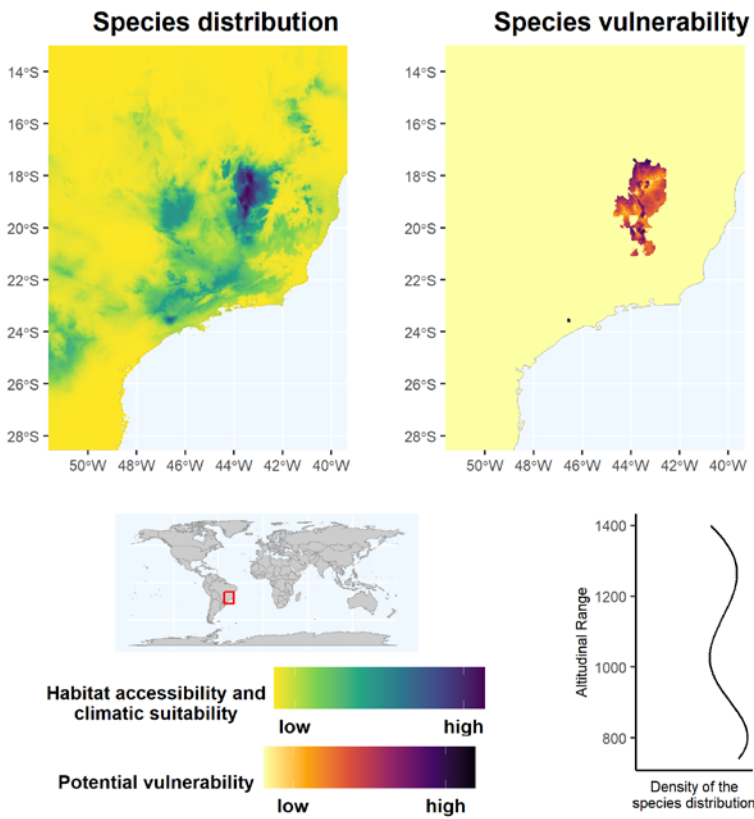 Species distribution
Species vulnerability
14°S
16°S
18°S
20°S
22°S
24°S
26°S
28°S
50°W 48°W 46°W 44°W 42°W 40°W
14°S
16°S
18°S
20°S
22°S
24°S
26°S
28°S
50°W 48°W 46°W 44°W 42°W 40°W
Habitat accessibility and
climatic suitability
low high
Potential vulnerability
low high
Altitudinal Range
1400
1200
1000
800
Density of the
species distribution